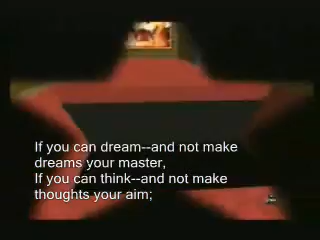 If you can dream--and not make
dreams your master,
If you can think--and not make
thoughts your aim;